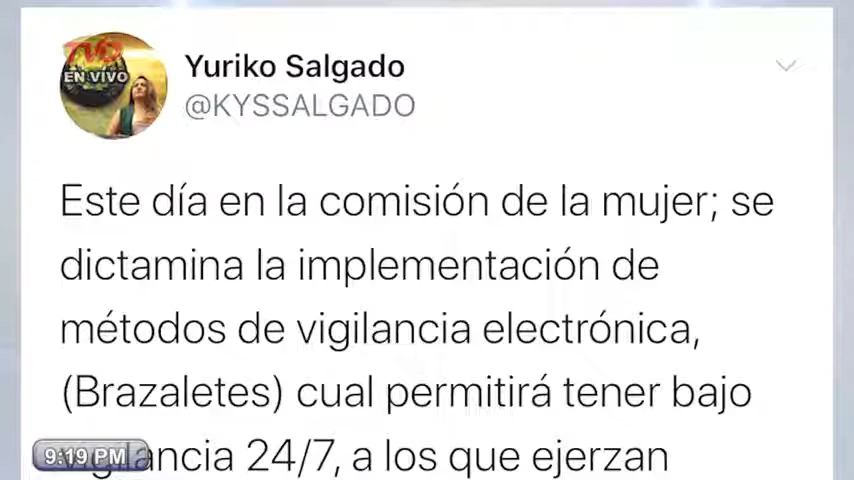 TVO
EN VIVO
Yuriko Salgado
@KYSSALGADO
Este día en la comisión de la mujer; se
dictamina la implementación de
métodos de vigilancia electrónica,
(Brazaletes) cual permitirá tener bajo
vigilancia 24/7, a los que ejerzan
9:19 PM